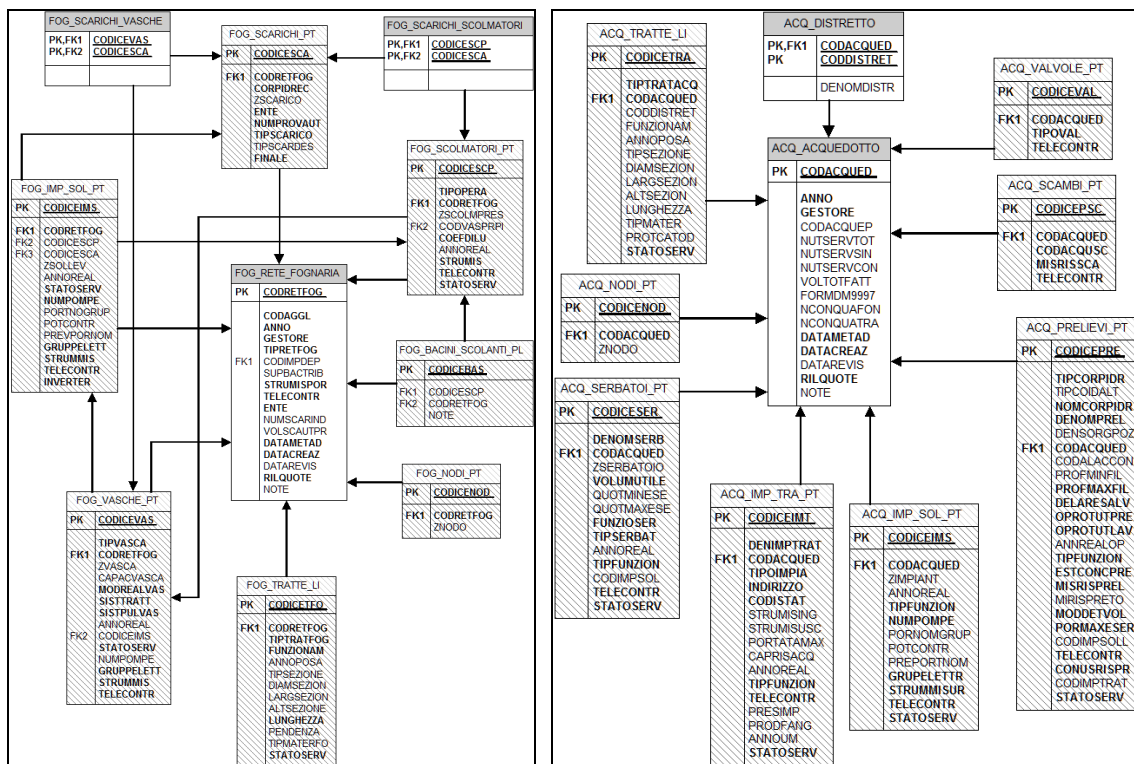 FOG_SCARICHI_VASCHE
PK,FK1 CODICEVAS
PK,FK2 CODICESCA
FOG_SCARICHI_PT
PK CODICESCA
FK1 CODRETFOG
CORPIDREC
ZSCARICO
ENTE
NUMPROVAUT
TIPSCARICO
TIPSCARDES
FINALE
FOG_SCARICHI_SCOLMATORI
PK,FK1 CODICESCP
PK,FK2 CODICESCA
FOG_SCOLMATORI_PT
PK CODICESCP
TIPOPERA
FK1 CODRETFOG
ZSCOLMPRES
FK2 CODVASPRPI
COEFDILU
ANNOREAL
STRUMIS
TELECONTR
STATOSERV
FOG_IMP_SOL_PT
PK CODICEIMS
FK1 CODRETFOG
FK2 CODICESCP
FK3 CODICESCA
ZSOLLEV
ANNOREAL
STATOSERV
NUMPOMPE
PORTNOGRUP
POTCONTR
PREVPORNOM
GRUPPELETT
STRUMMIS
TELECONTR
INVERTER
FOG_RETE_FOGNARIA
PK CODRETFOG
CODAGGL
ANNO
GESTORE
TIPRETFOG
FK1 CODIMPDEP
SUPBACTRIB
STRUMISPOR
TELECONTR
ENTE
NUMSCARIND
VOLSCAUTPR
DATAMETAD
DATACREAZ
DATAREVIS
RILQUOTE
NOTE
FOG_BACINI_SCOLANTI_PL
PK CODICEBAS
FK1 CODICESCP
FK2 CODRETFOG
NOTE
FOG_NODI_PT
PK CODICENOD
FK1 CODRETFOG
ZNODO
FOG_VASCHE_PT
PK CODICEVAS
TIPVASCA
FK1 CODRETFOG
ZVASCA
CAPACVASCA
MODREALVAS
SISTTRATT
SISTPULVAS
ANNOREAL
FK2 CODICEIMS
STATOSERV
NUMPOMPE
GRUPPELETT
STRUMMIS
TELECONTR
FOG_TRATTE_LI
PK CODICETFO
FK1 CODRETFOG
TIPTRATFOG
FUNZIONAM
ANNOPOSA
TIPSEZIONE
DIAMSEZION
LARGSEZION
ALTSEZIONE
LUNGHEZZA
PENDENZA
TIPMATERFO
STATOSERV
ACQ_TRATTE_LI
PK CODICETRA
TIPTRATACQ
FK1 CODACQUED
CODDISTRET
FUNZIONAM
ANNOPOSA
TIPSEZIONE
DIAMSEZION
LARGSEZION
ALTSEZION
LUNGHEZZA
TIPMATER
PROTCATOD
STATOSERV
ACQ_DISTRETTO
PK,FK1 CODACQUED
PK CODDISTRET
DENOMDISTR
ACQ_VALVOLE_PT
PK CODICEVAL
FK1 CODACQUED
TIPOVAL
TELECONTR
ACQ_ACQUEDOTTO
PK CODACQUED
ANNO
GESTORE
CODACQUEP
NUTSERVTOT
NUTSERVSIN
NUTSERVCON
VOLTOTFATT
FORMDM9997
NCONQUAFON
NCONQUATRA
DATAMETAD
DATACREAZ
DATAREVIS
RILQUOTE
NOTE
ACQ_SCAMBI_PT
PK CODICEPSC
FK1 CODACQUED
CODACQUSC
MISRISSCA
TELECONTR
ACQ_NODI_PT
PK CODICENOD
FK1 CODACQUED
ZNODO
ACQ_PRELIEVI_PT
PK CODICEPRE
TIPCORPIDR
TIPCOIDALT
NOMCORPIDR
DENOMPREL
DENSORGPOZ
FK1 CODACQUED
CODALACCON
PROFMINFIL
PROFMAXFIL
DELARESALV
OPROTUTPRE
OPROTUTLAV
ANNREALOP
TIPFUNZION
ESTCONCPRE
MISRISPREL
MIRISPRETO
MODDETVOL
PORMAXESER
CODIMPSOLL
TELECONTR
CONUSRISPR
CODIMPTRAT
STATOSERV
ACQ_SERBATOI_PT
PK CODICESER
DENOMSERB
FK1 CODACQUED
ZSERBATOIO
VOLUMUTILE
QUOTMINESE
QUOTMAXESE
FUNZIOSER
TIPSERBAT
ANNOREAL
TIPFUNZION
CODIMPSOL
TELECONTR
STATOSERV
ACQ_IMP_TRA_PT
PK CODICEIMT
DENIMPTRAT
FK1 CODACQUED
TIPOIMPIA
INDIRIZZO
CODISTAT
STRUMISING
STRUMISUSC
PORTATAMAX
CAPRISACQ
ANNOREAL
TIPFUNZION
TELECONTR
PRESIMP
PRODFANG
ANNOUM
STATOSERV
ACQ_IMP_SOL_PT
PK CODICEIMS
FK1 CODACQUED
ZIMPIANT
ANNOREAL
TIPFUNZION
NUMPOMPE
PORNOMGRUP
POTCONTR
PREPORTNOM
GRUPELETTR
STRUMMISUR
TELECONTR
STATOSERV